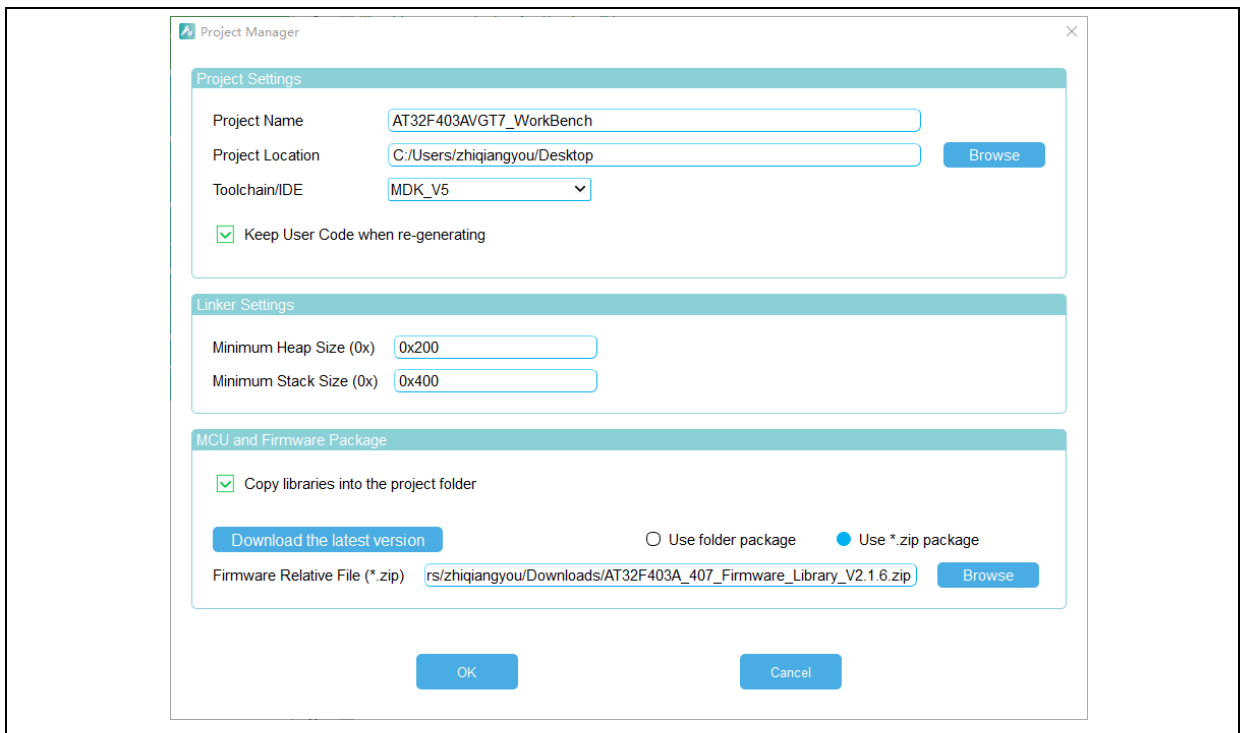 Project Manager
Project Settings
Project Name AT32F403AVGT7_WorkBench
Project Location C:/Users/zhiqiangyou/Desktop Browse
Toolchain/IDE MDK_V5
Keep User Code when re-generating
Linker Settings
Minimum Heap Size (0x) 0x200
Minimum Stack Size (0x) 0x400
MCU and Firmware Package
Copy libraries into the project folder
Download the latest version Use folder package Use *.zip package
Firmware Relative File (*.zip) rs/zhiqiangyou/Downloads/AT32F403A_407_Firmware_Library_V2.1.6.zip Browse
OK Cancel